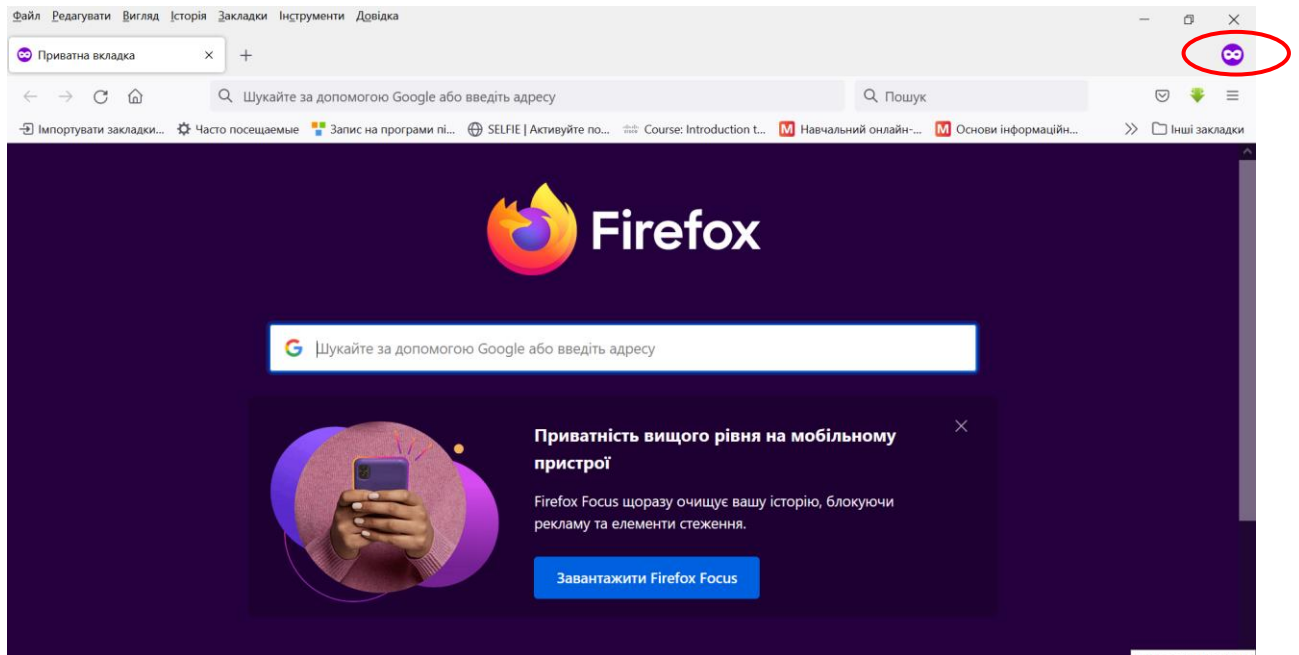 Файл Редагувати Вигляд Історія Закладки Інструменти Довідка
Приватна вкладка
Шукайте за допомогою Google або введіть адресу Пошук
Імпортувати закладки... Часто посещаемые Запис на програми пі... SELFIE | Активуйте по... Course: Introduction t... Навчальний онлайн-... Основи інформаційн... Інші закладки
Firefox
Шукайте за допомогою Google або введіть адресу
Приватність вищого рівня на мобільному
пристрої
Firefox Focus щоразу очищує вашу історію, блокуючи
рекламу та елементи стеження.
Завантажити Firefox Focus